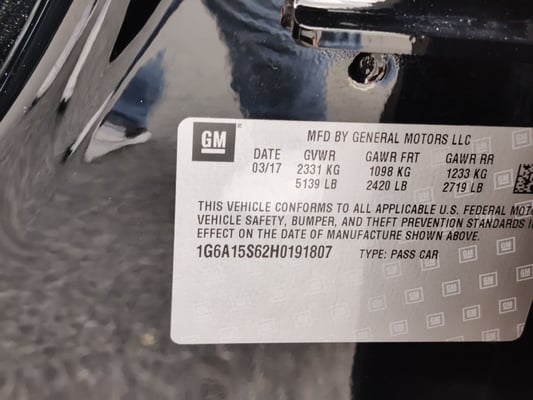 GM
MFD BY GENERAL MOTORS LLC
DATE GVWR GAWR FRT GAWR RR
03/17 2331 KG 1098 KG 1233 KG
5139 LB 2420 LB 2719 LB
THIS VEHICLE CONFORMS TO ALL APPLICABLE U.S. FEDERAL MOTO
VEHICLE SAFETY, BUMPER, AND THEFT PREVENTION STANDARDS I
EFFECT ON THE DATE OF MANUFACTURE SHOWN ABOVE.
1G6A15S62H0191807 TYPE: PASS CAR